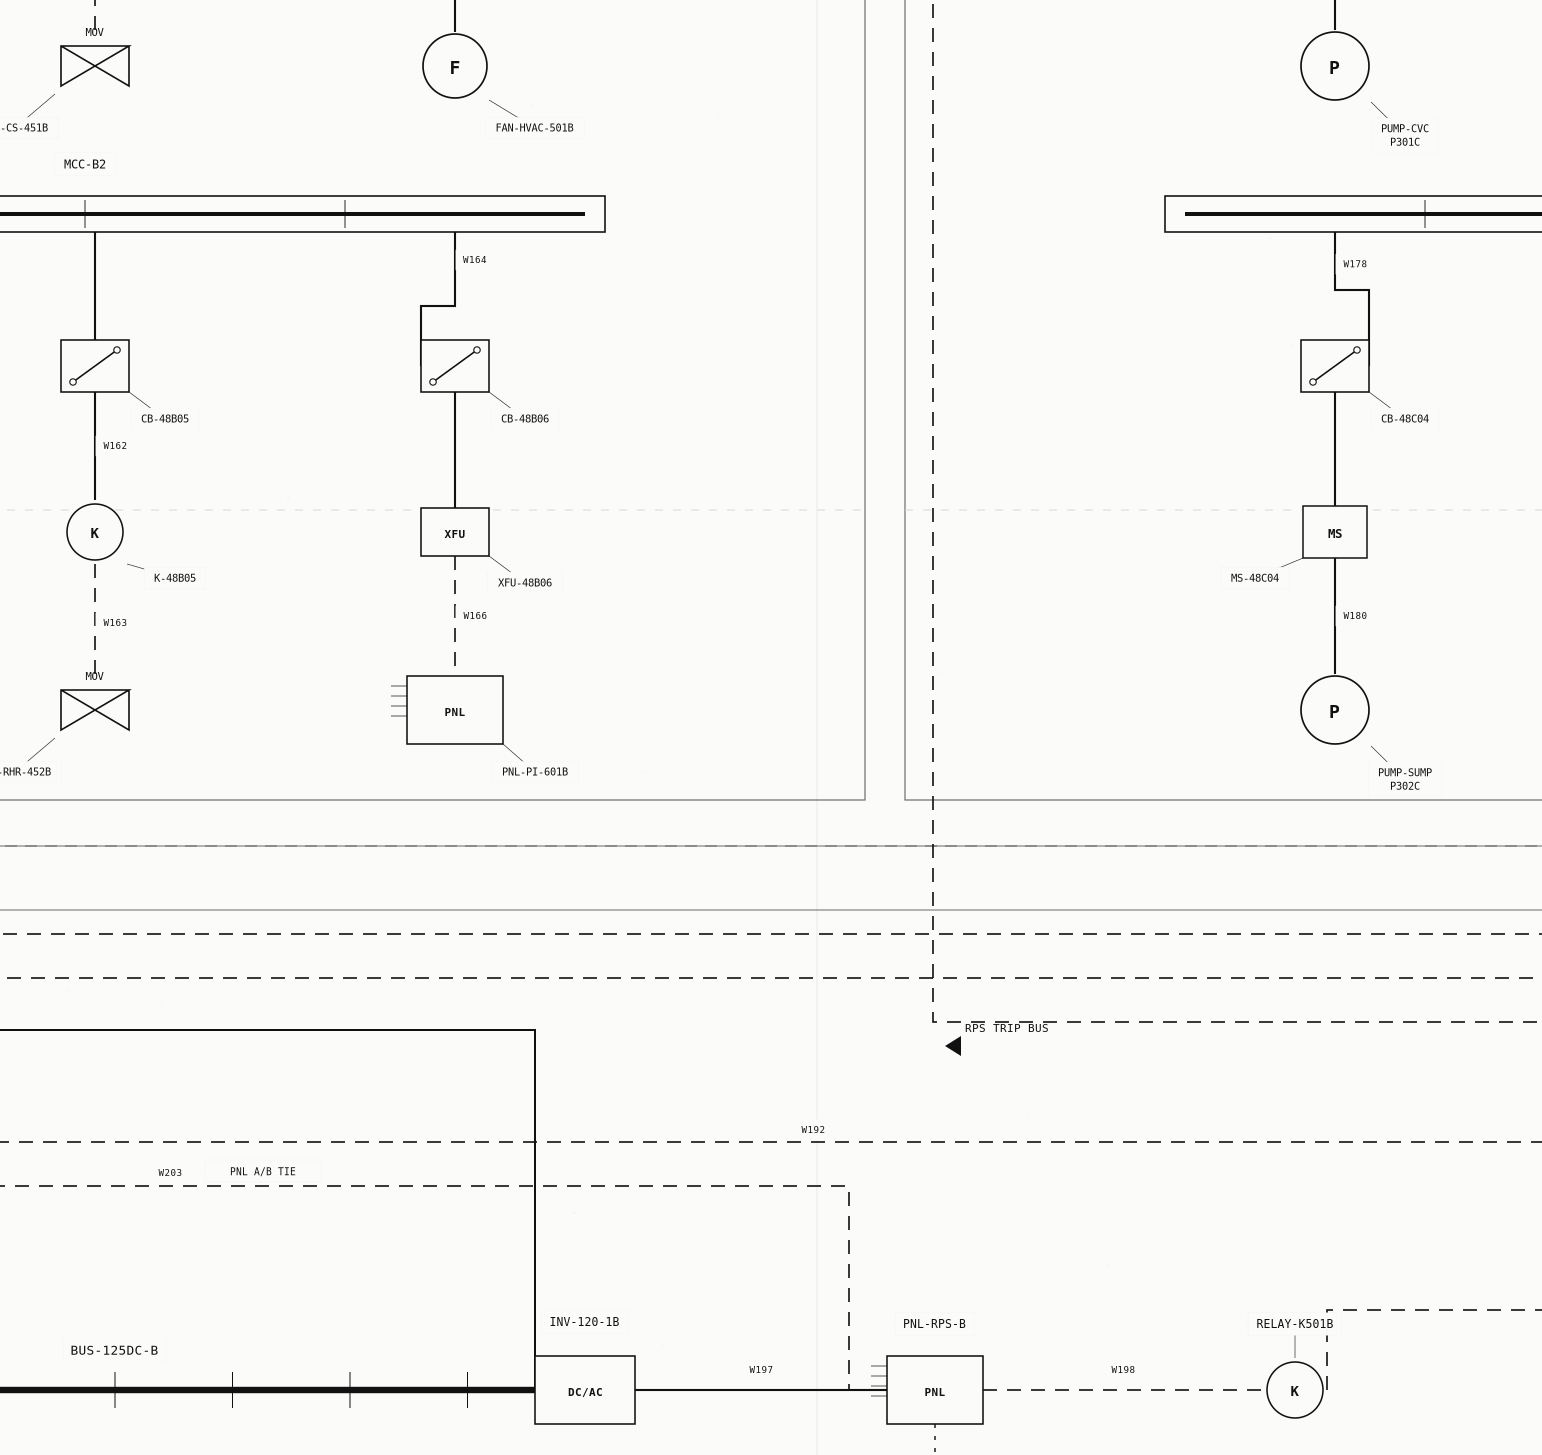 MOV
F
P
-CS-451B
FAN-HVAC-501B
PUMP-CVC
P301C
MCC-B2
W164
W178
CB-48B05
CB-48B06
CB-48C04
W162
K
XFU
MS
K-48B05
XFU-48B06
MS-48C04
W163
W166
W180
MOV
PNL
P
-RHR-452B
PNL-PI-601B
PUMP-SUMP
P302C
RPS TRIP BUS
W192
W203
PNL A/B TIE
INV-120-1B
PNL-RPS-B
RELAY-K501B
BUS-125DC-B
W197
W198
DC/AC
PNL
K